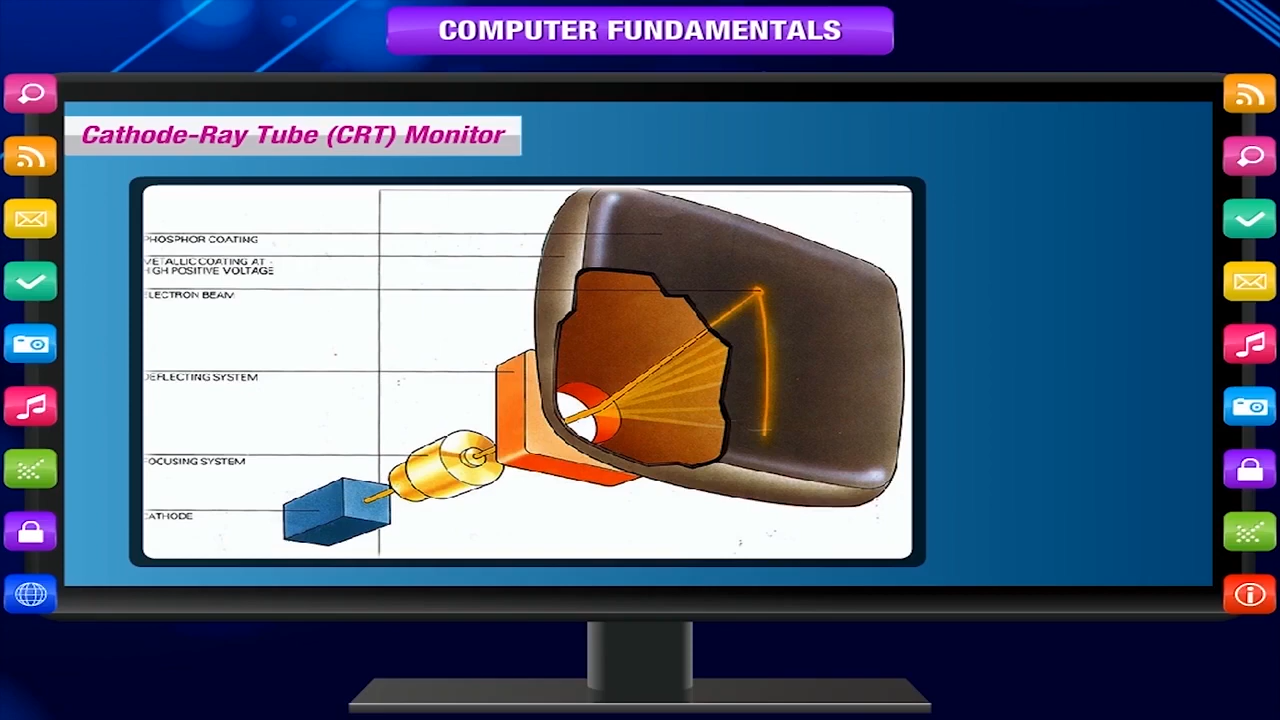 COMPUTER FUNDAMENTALS
Cathode-Ray Tube (CRT) Monitor
PHOSPHOR COATING
METALLIC COATING AT
HIGH POSITIVE VOLTAGE
ELECTRON BEAM
DEFLECTING SYSTEM
FOCUSING SYSTEM
CATHODE